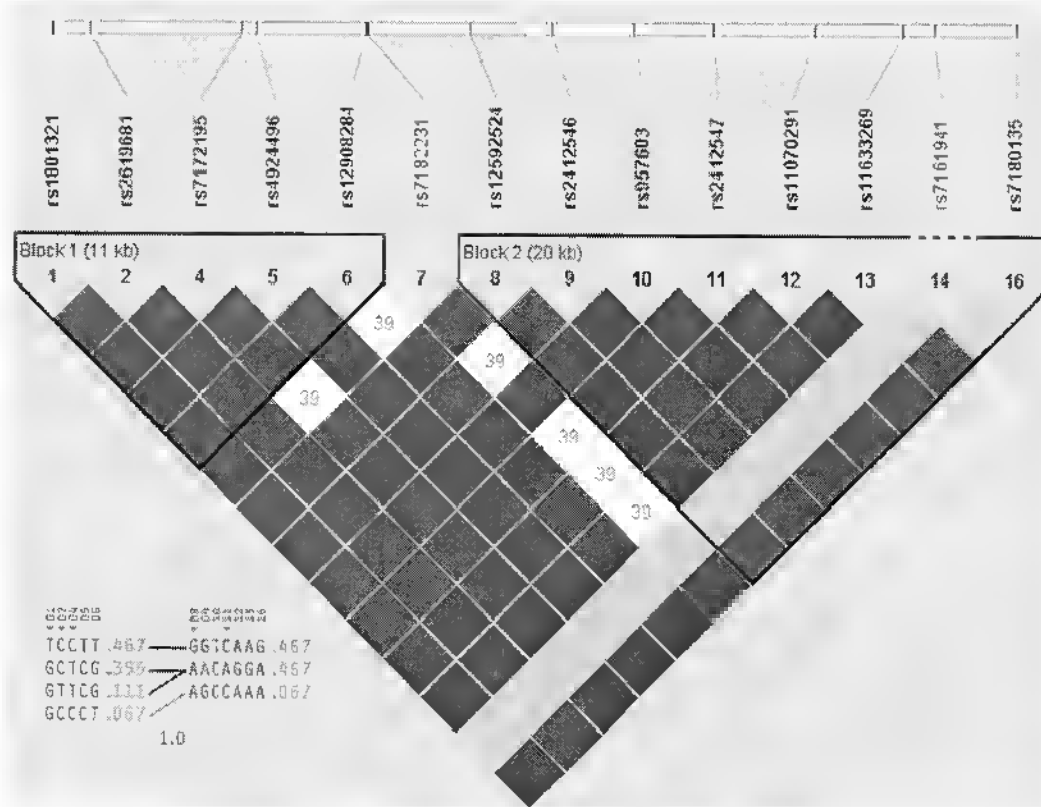 rs1801321 rs2619681 rs7172195 rs4924496 rs12908284 rs7182231 rs12592524 rs2412546 rs957603 rs2412547 rs11070291 rs11633269 rs7161941 rs7180135
Block 1 (11 kb) Block 2 (20 kb)
1 2 4 5 6 7 8 9 10 11 12 13 14 16
39
39
39
39
39
39
TCCTT .467 GGTCAAG .467
GCTCG AACAGGA .467
GTTCG .111 AGCCAAA .067
GCCCT .067
1.0